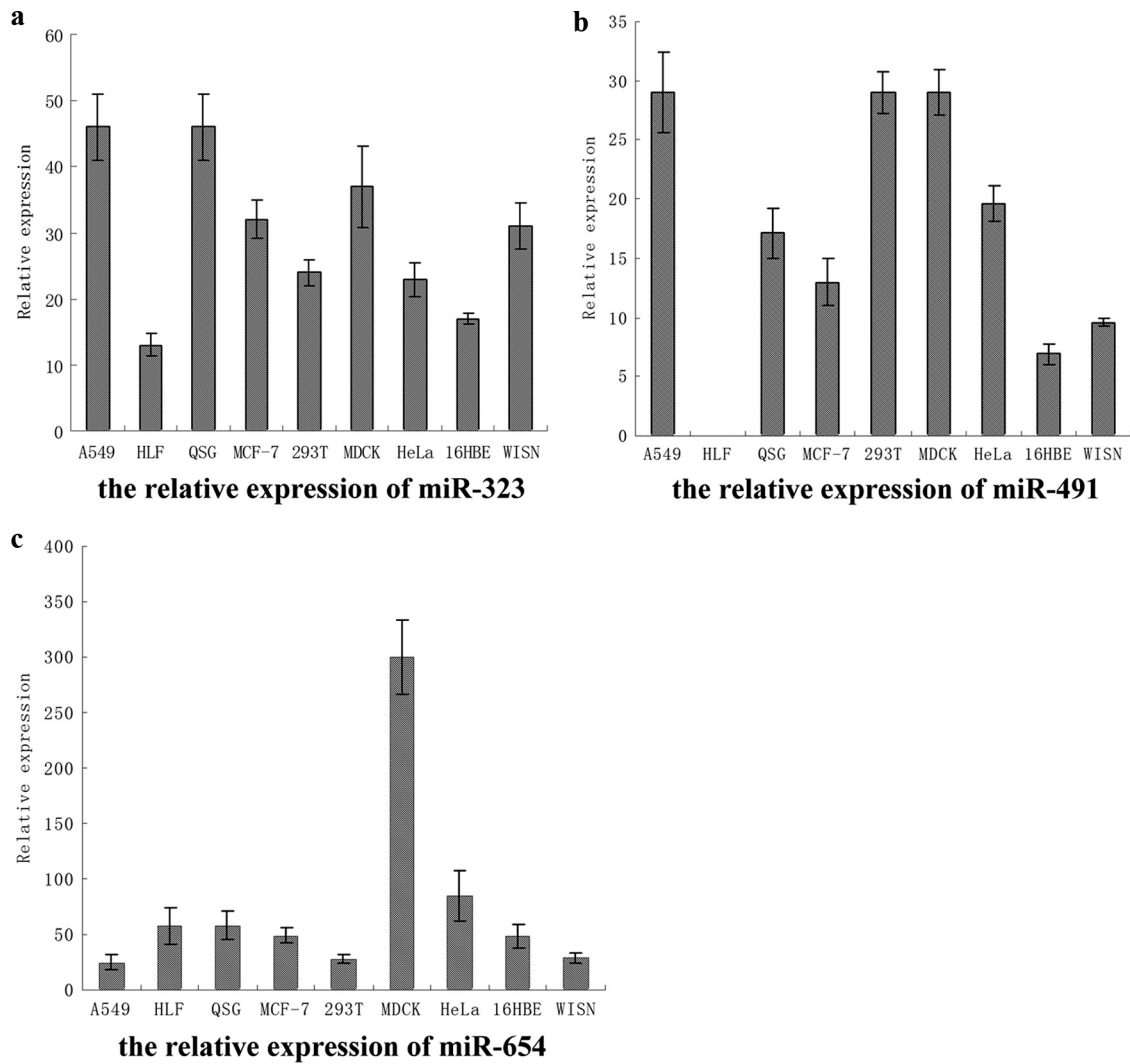 a
60
50
40
30
20
10
0
Relative expression
A549 HLF QSG MCF-7 293T MDCK HeLa 16HBE WISN
the relative expression of miR-323
b
35
30
25
20
15
10
5
0
Relative expression
A549 HLF QSG MCF-7 293T MDCK HeLa 16HBE WISN
the relative expression of miR-491
c
400
350
300
250
200
150
100
50
0
Relative expression
A549 HLF QSG MCF-7 293T MDCK HeLa 16HBE WISN
the relative expression of miR-654